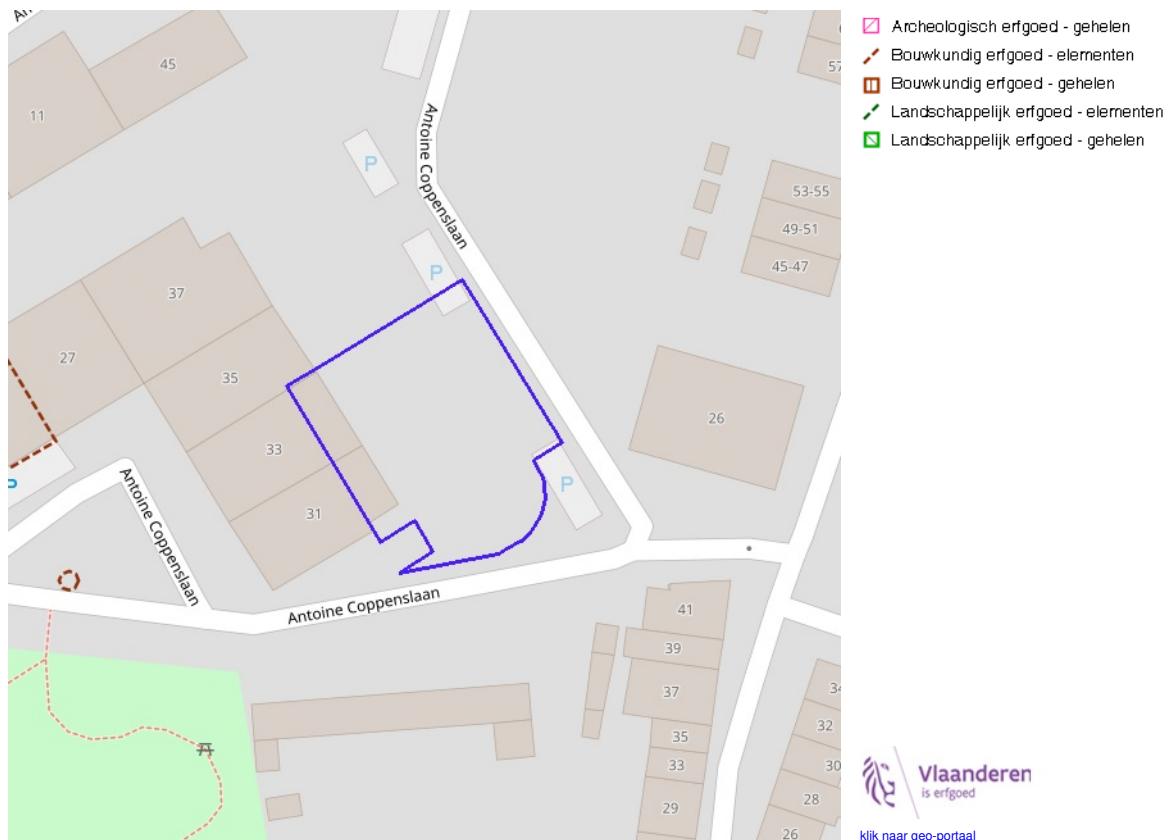 An
45
11
Antoine Coppenslaan
P
57
53-55
49-51
45-47
P
37
27
35
33
31
26
P
P
Antoine Coppenslaan
Antoine Coppenslaan
41
39
37
35
33
29
34
32
30
28
26
Archeologisch erfgoed - gehelen
Bouwkundig erfgoed - elementen
Bouwkundig erfgoed - gehelen
Landschappelijk erfgoed - elementen
Landschappelijk erfgoed - gehelen
Vlaanderen
is erfgoed
klik naar geo-portaal